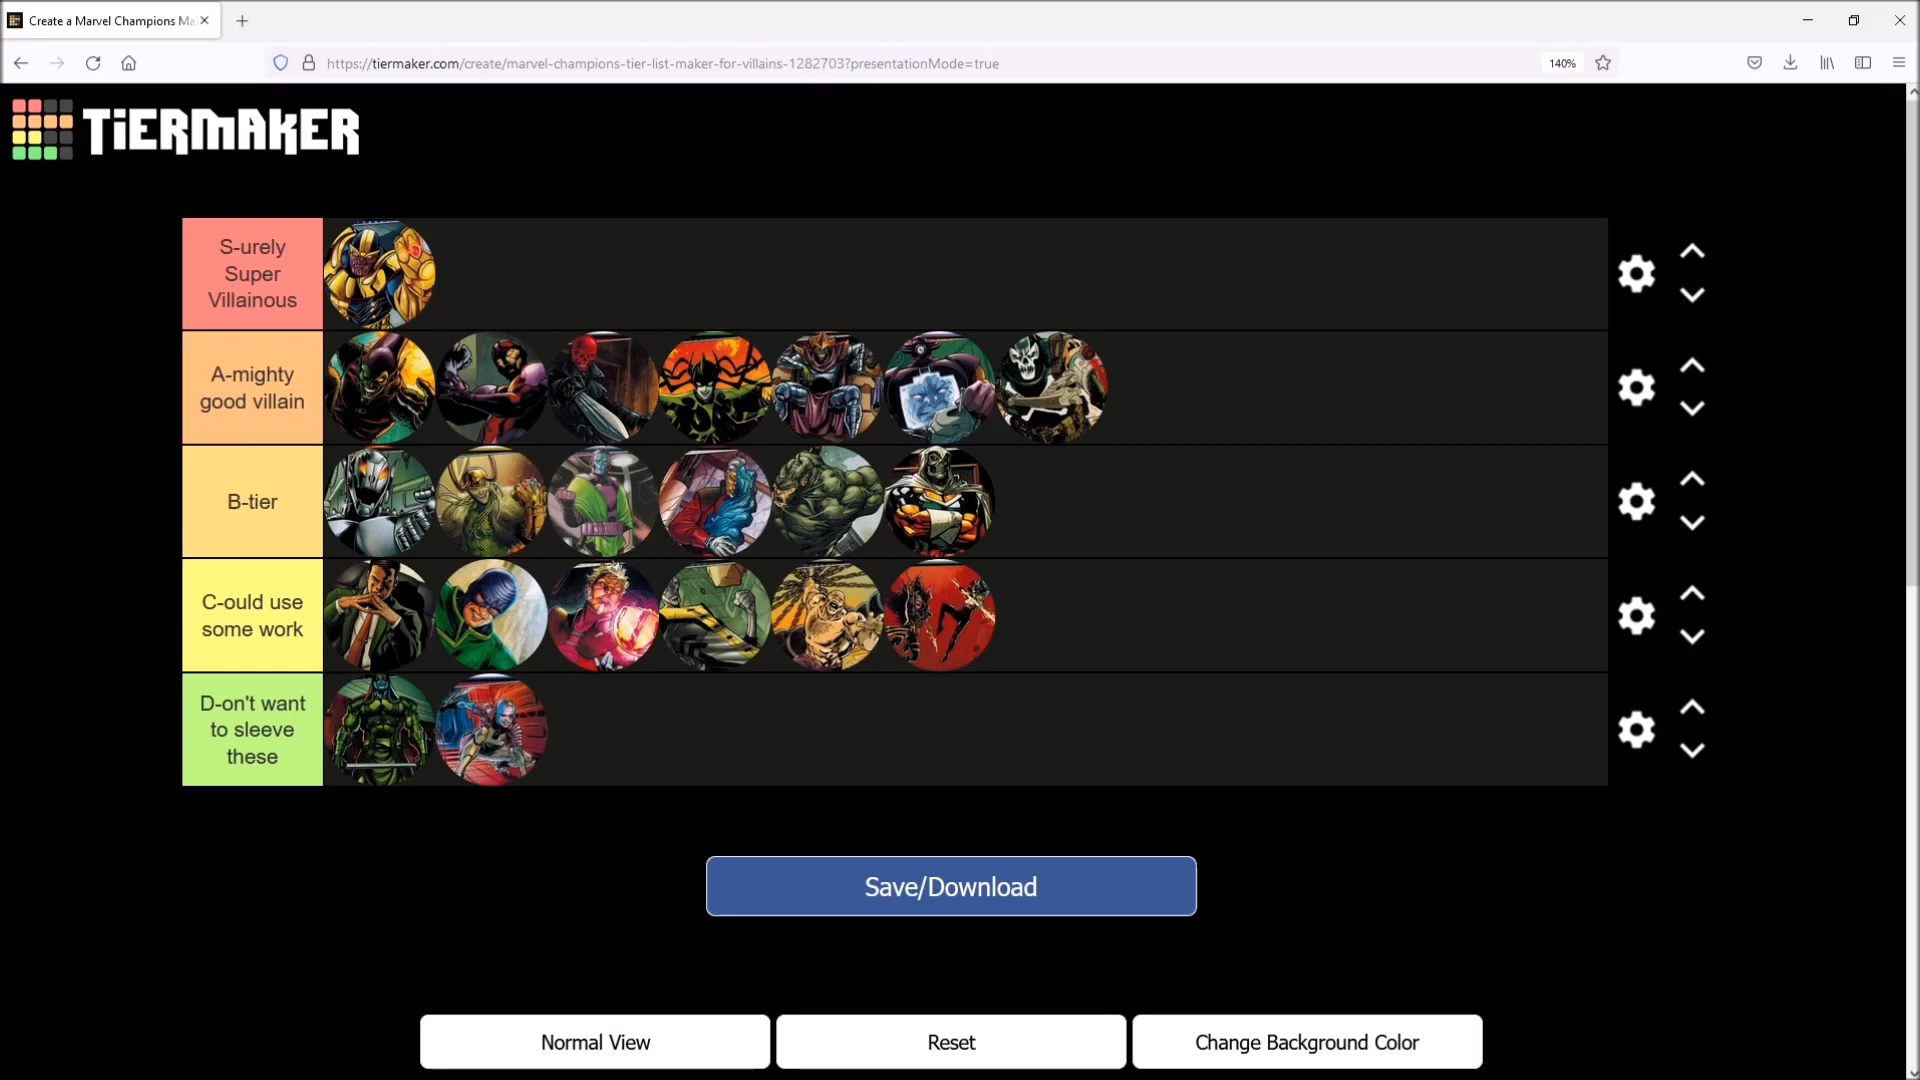 Create a Marvel Champions Ma
https://tiermaker.com/create/marvel-champions-tier-list-maker-for-villains-1282703?presentationMode=true
140%
TiERMAKER
S-urely
Super
Villainous
A-mighty
good villain
B-tier
C-ould use
some work
D-on't want
to sleeve
these
Save/Download
Normal View
Reset
Change Background Color